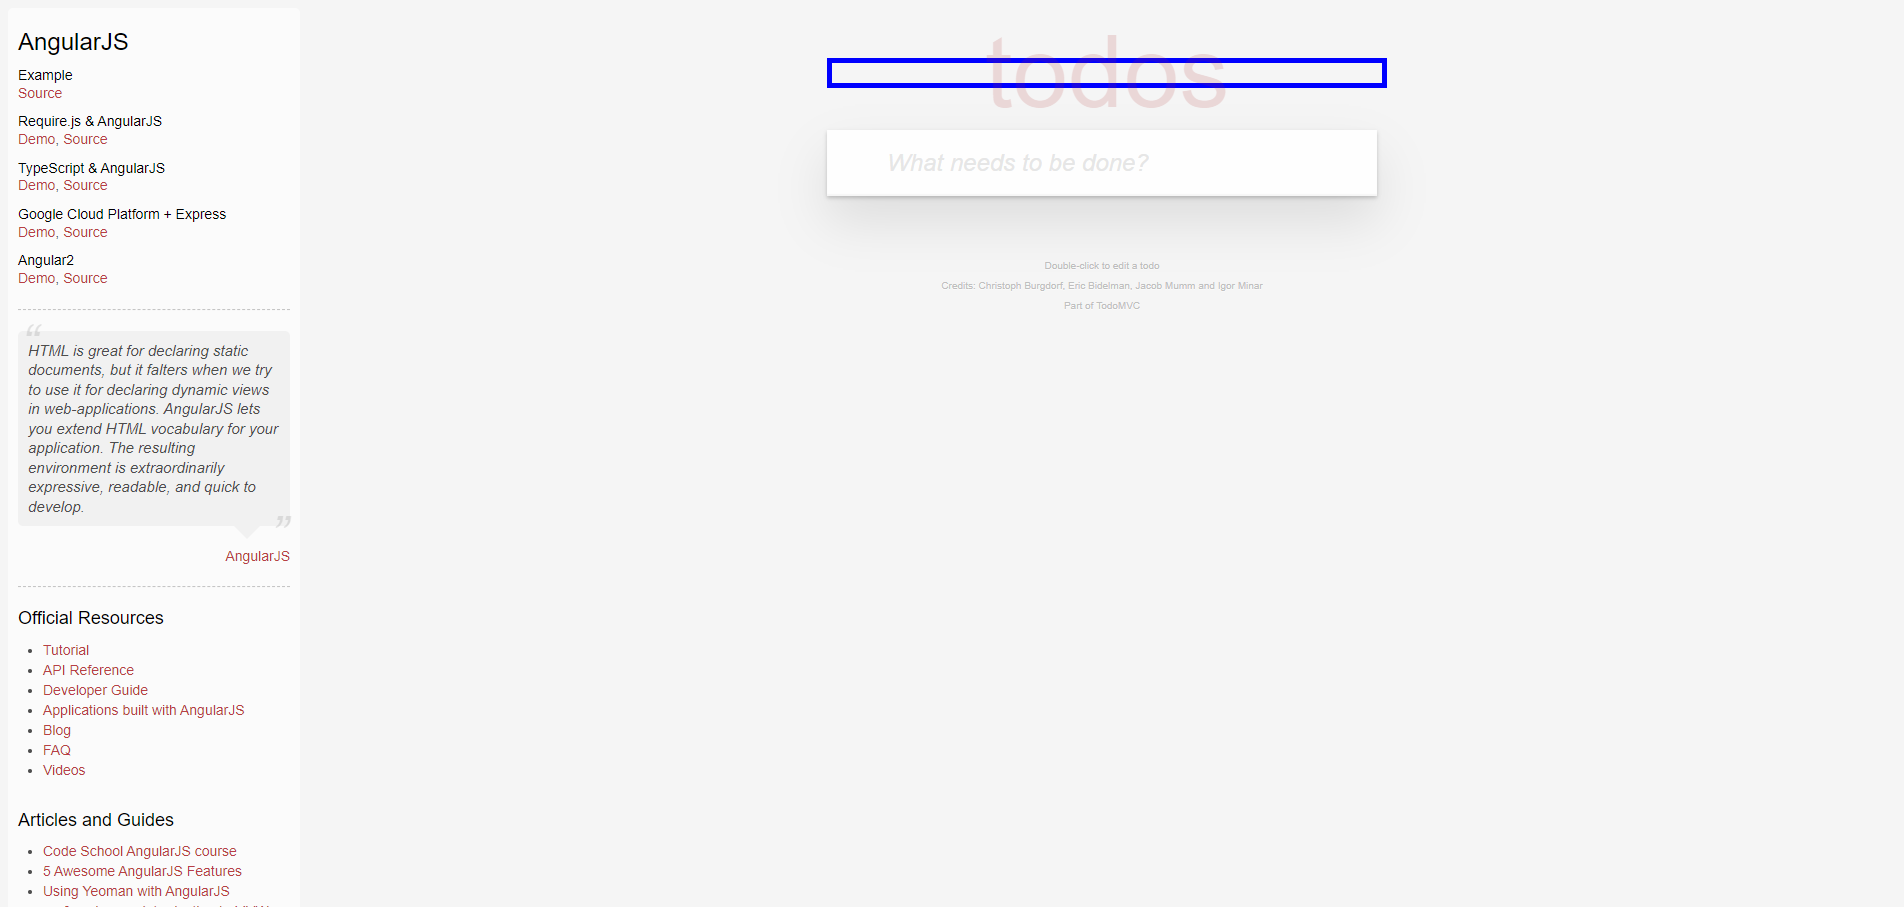 AngularJS
Example
Source
Require.js & AngularJS
Demo, Source
TypeScript & AngularJS
Demo, Source
Google Cloud Platform + Express
Demo, Source
Angular2
Demo, Source
“
HTML is great for declaring static
documents, but it falters when we try
to use it for declaring dynamic views
in web-applications. AngularJS lets
you extend HTML vocabulary for your
application. The resulting
environment is extraordinarily
expressive, readable, and quick to
develop.
”
AngularJS
Official Resources
Tutorial
API Reference
Developer Guide
Applications built with AngularJS
Blog
FAQ
Videos
Articles and Guides
Code School AngularJS course
5 Awesome AngularJS Features
Using Yeoman with AngularJS
todos
What needs to be done?
Double-click to edit a todo
Credits: Christoph Burgdorf, Eric Bidelman, Jacob Mumm and Igor Minar
Part of TodoMVC